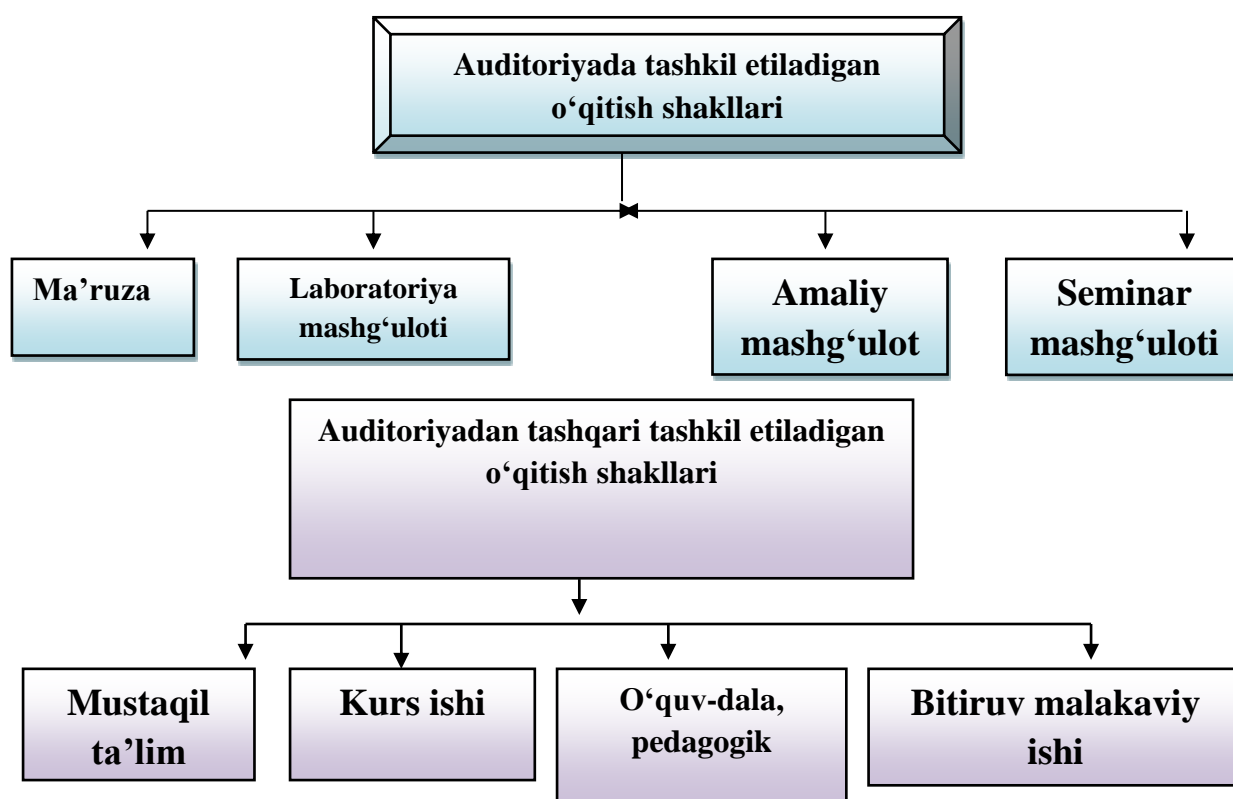 Auditoriyada tashkil etiladigan
o‘qitish shakllari
Ma’ruza
Laboratoriya
mashg‘uloti
Amaliy
mashg‘ulot
Seminar
mashg‘uloti
Auditoriyadan tashqari tashkil etiladigan
o‘qitish shakllari
Mustaqil
ta’lim
Kurs ishi
O‘quv-dala,
pedagogik
Bitiruv malakaviy
ishi